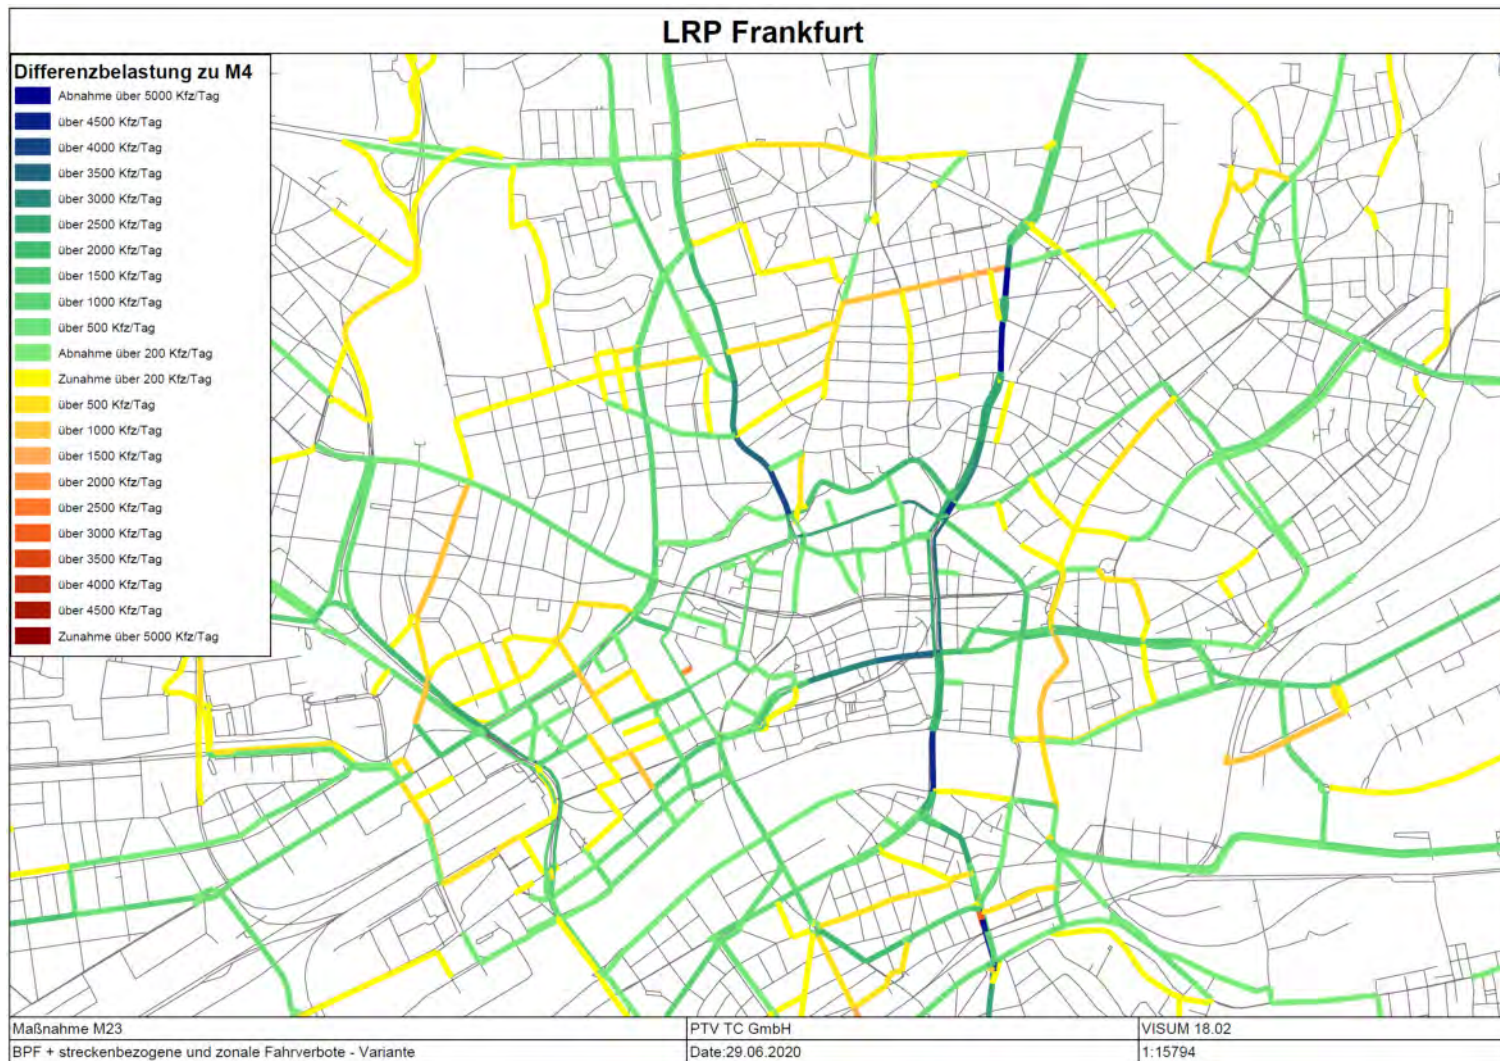 LRP Frankfurt
Differenzbelastung zu M4
Abnahme über 5000 Kfz/Tag
über 4500 Kfz/Tag
über 4000 Kfz/Tag
über 3500 Kfz/Tag
über 3000 Kfz/Tag
über 2500 Kfz/Tag
über 2000 Kfz/Tag
über 1500 Kfz/Tag
über 1000 Kfz/Tag
über 500 Kfz/Tag
Abnahme über 200 Kfz/Tag
Zunahme über 200 Kfz/Tag
über 500 Kfz/Tag
über 1000 Kfz/Tag
über 1500 Kfz/Tag
über 2000 Kfz/Tag
über 2500 Kfz/Tag
über 3000 Kfz/Tag
über 3500 Kfz/Tag
über 4000 Kfz/Tag
über 4500 Kfz/Tag
Zunahme über 5000 Kfz/Tag
Maßnahme M23
PTV TC GmbH
VISUM 18.02
BPF + streckenbezogene und zonale Fahrverbote - Variante
Date:29.06.2020
1:15794